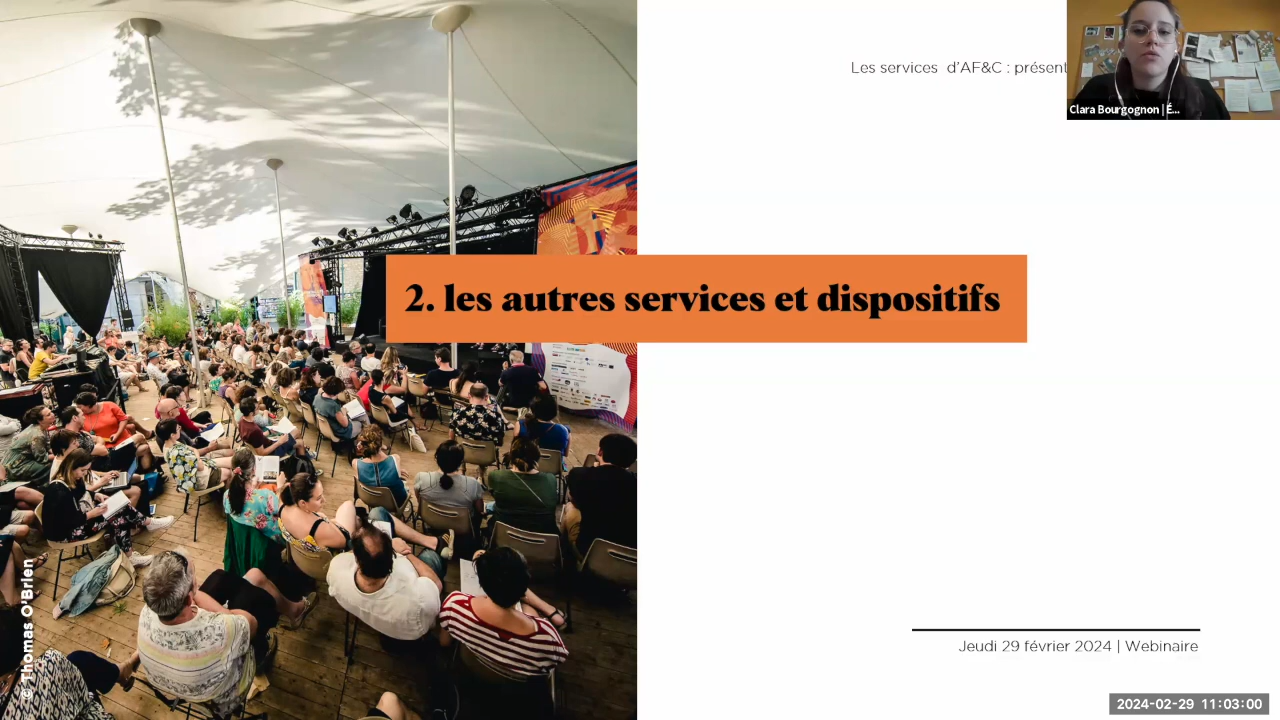 Les services d'AF&C : présent
Clara Bourgognon | É...
2. les autres services et dispositifs
© Thomas O'Brien
Jeudi 29 février 2024 | Webinaire
2024-02-29 11:03:00